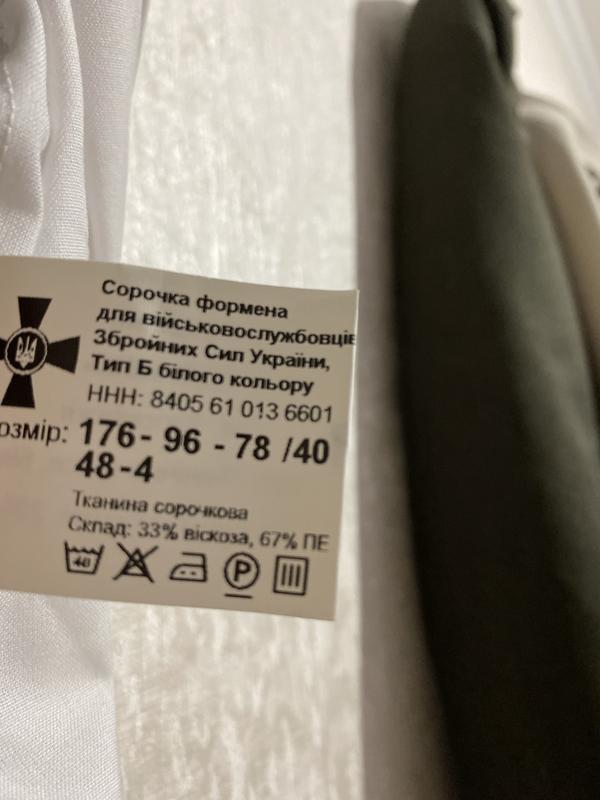 Сорочка формена
для військовослужбовців
Збройних Сил України,
Тип Б білого кольору
ННН: 8405 61 013 6601
озмір: 176- 96 - 78 /40
48-4
Тканина сорочкова
Склад: 33% віскоза, 67% ПЕ
40 P